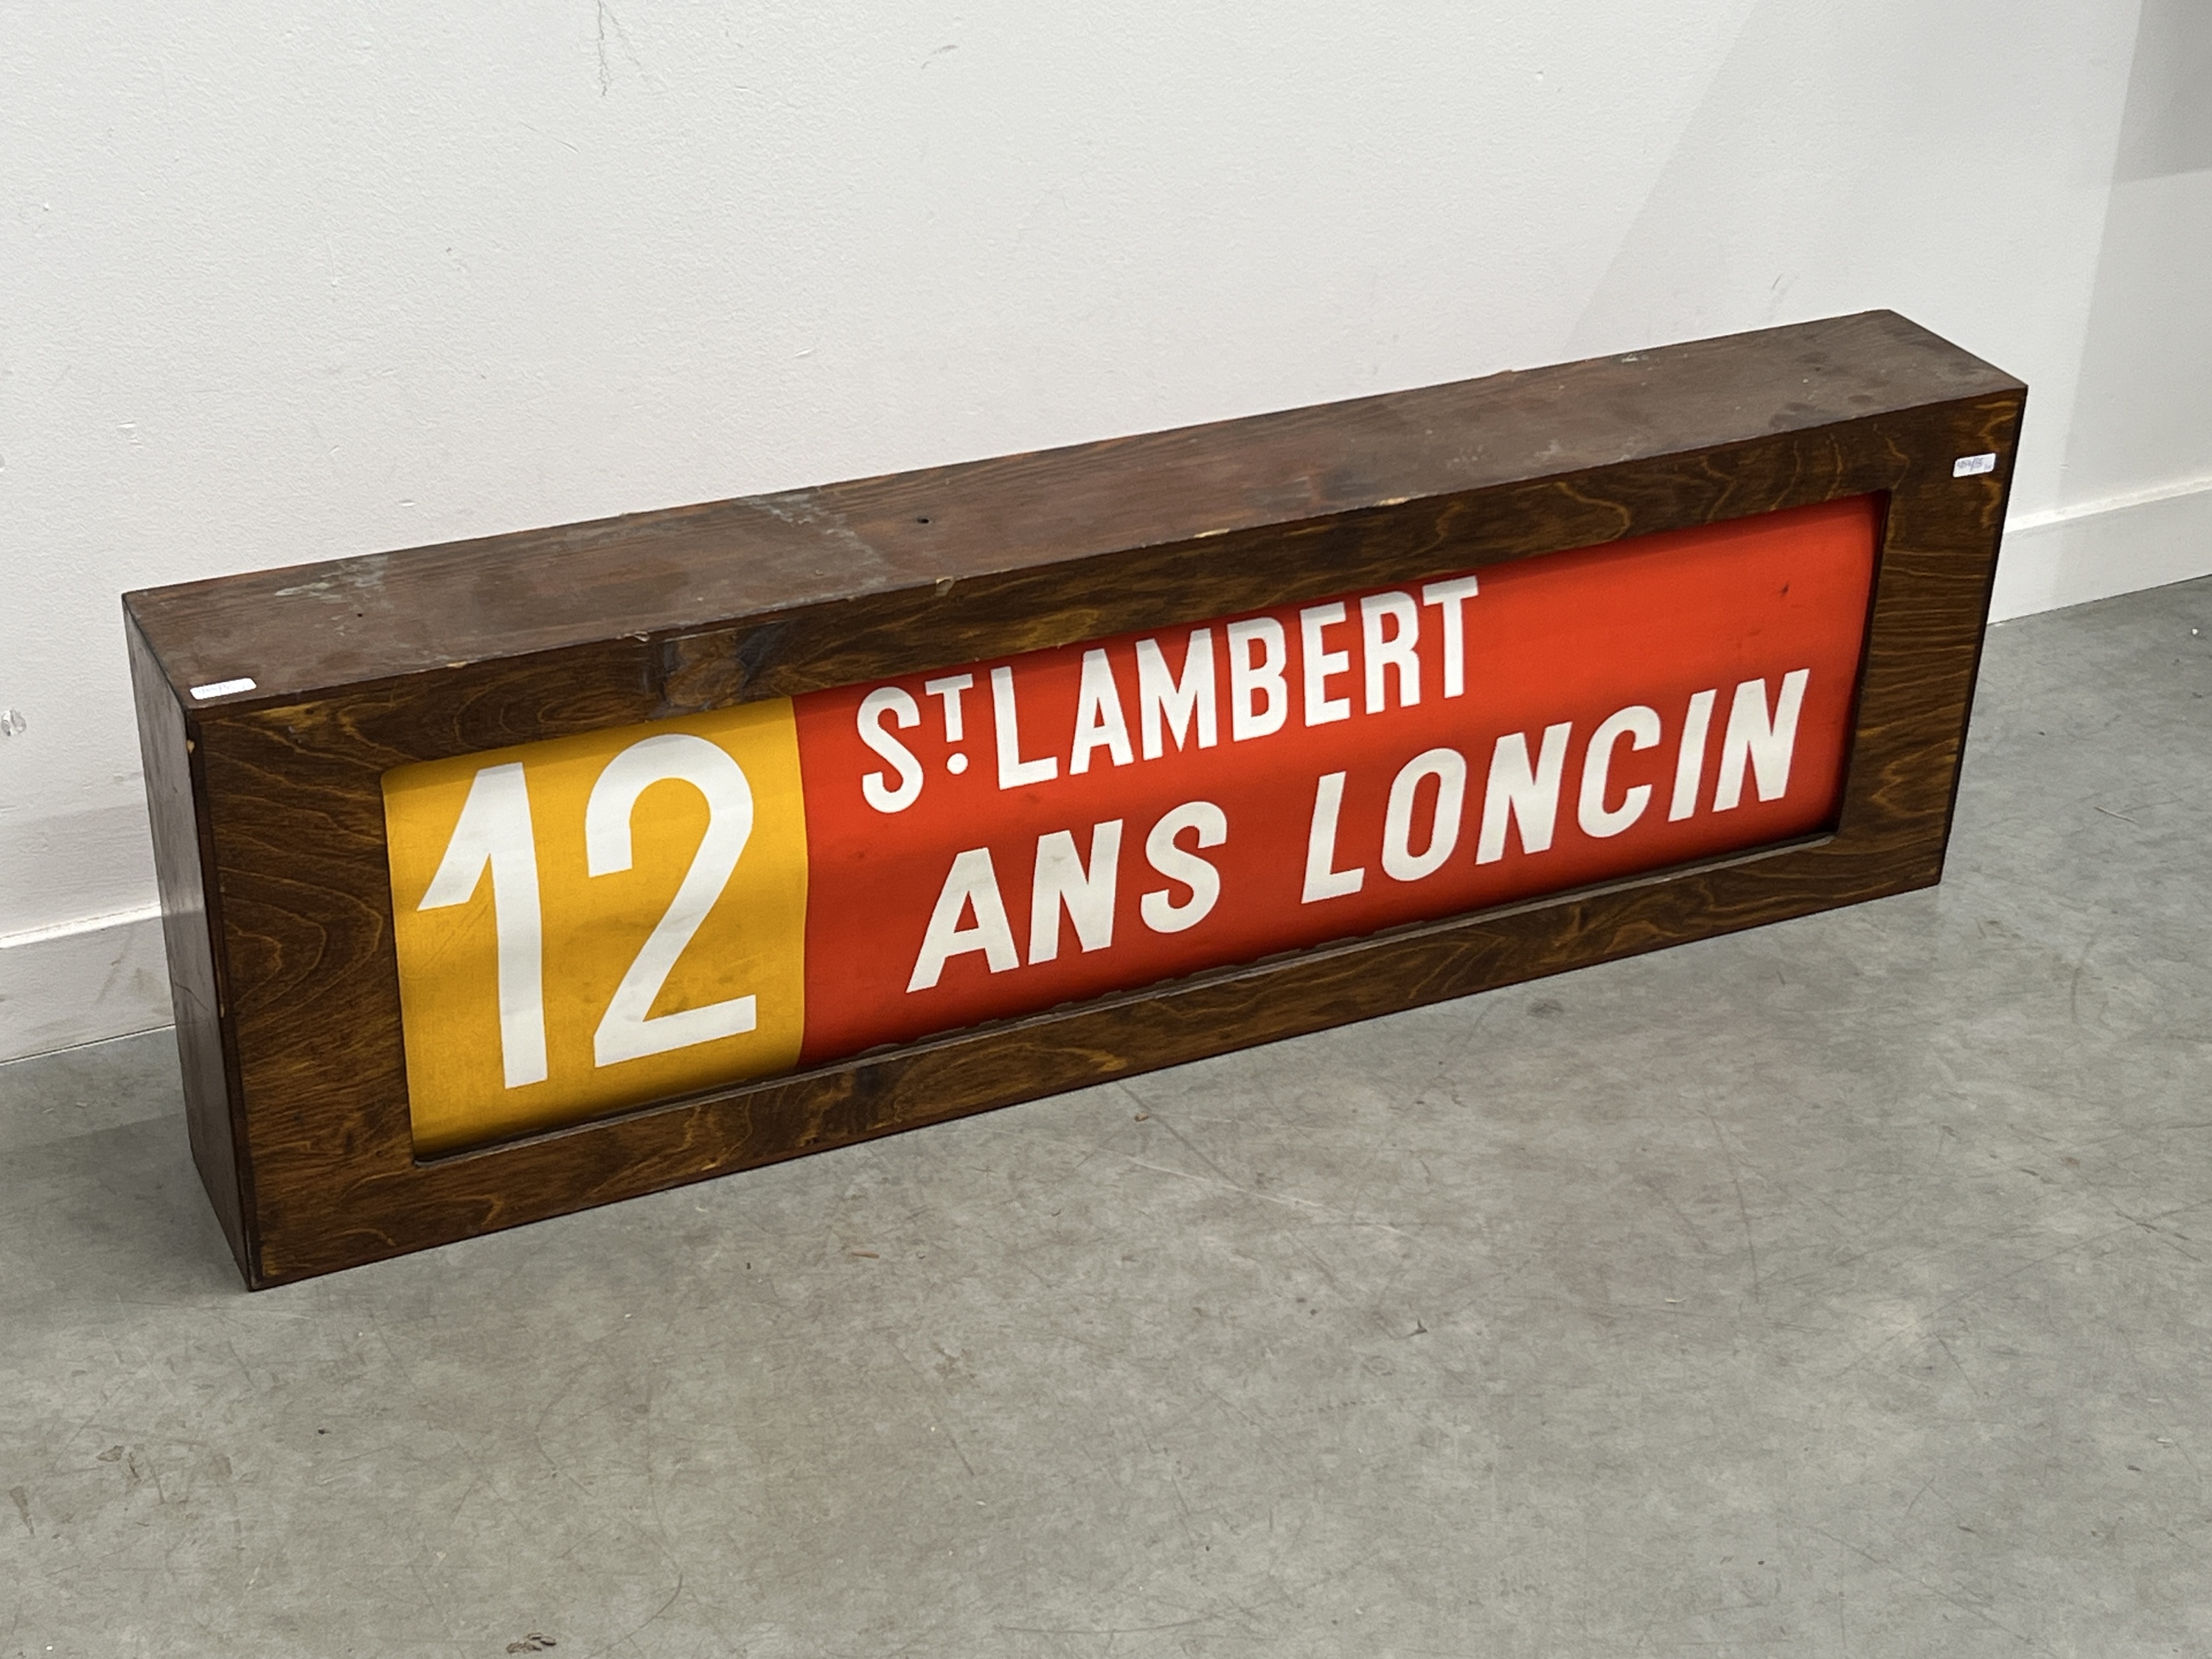 12
ST. LAMBERT
ANS LONCIN